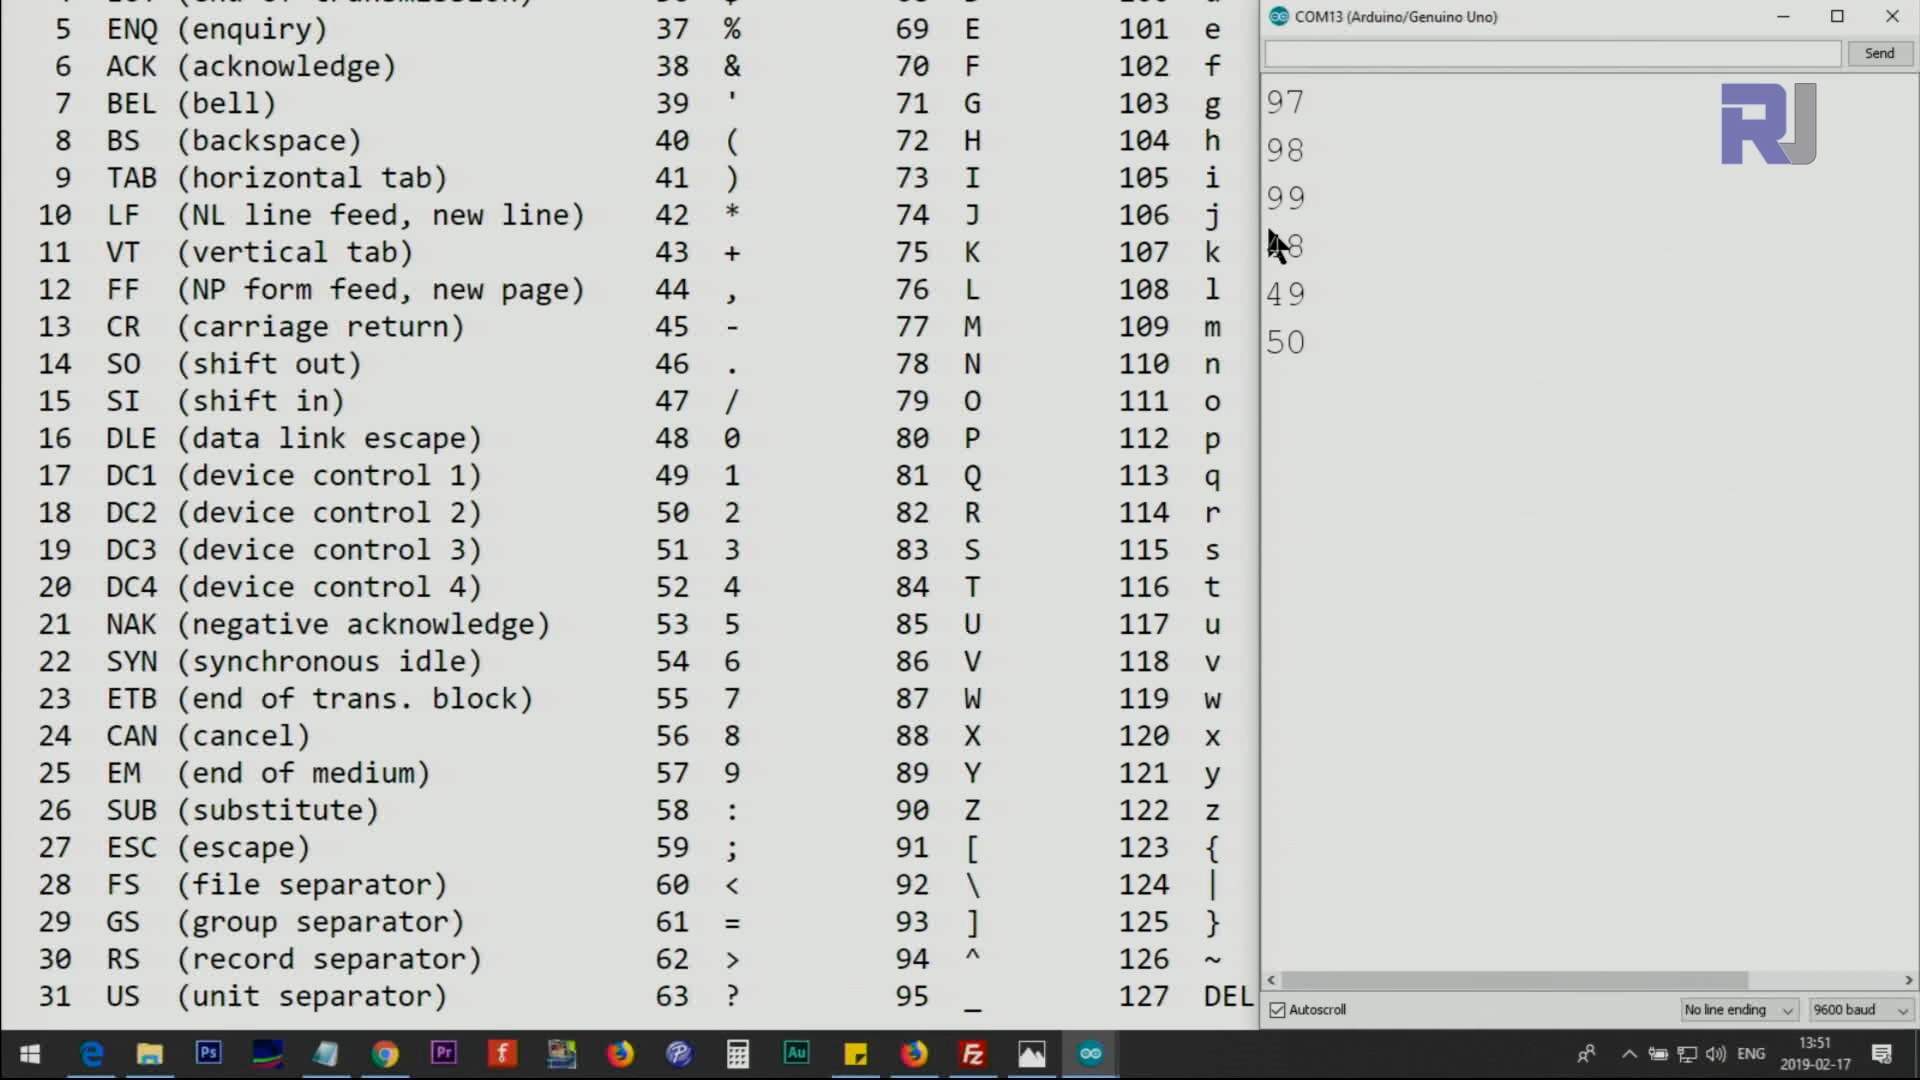 5 ENQ (enquiry) 37 % 69 E 101 e
6 ACK (acknowledge) 38 & 70 F 102 f
7 BEL (bell) 39 ' 71 G 103 g
8 BS (backspace) 40 ( 72 H 104 h
9 TAB (horizontal tab) 41 ) 73 I 105 i
10 LF (NL line feed, new line) 42 * 74 J 106 j
11 VT (vertical tab) 43 + 75 K 107 k
12 FF (NP form feed, new page) 44 , 76 L 108 l
13 CR (carriage return) 45 - 77 M 109 m
14 SO (shift out) 46 . 78 N 110 n
15 SI (shift in) 47 / 79 O 111 o
16 DLE (data link escape) 48 0 80 P 112 p
17 DC1 (device control 1) 49 1 81 Q 113 q
18 DC2 (device control 2) 50 2 82 R 114 r
19 DC3 (device control 3) 51 3 83 S 115 s
20 DC4 (device control 4) 52 4 84 T 116 t
21 NAK (negative acknowledge) 53 5 85 U 117 u
22 SYN (synchronous idle) 54 6 86 V 118 v
23 ETB (end of trans. block) 55 7 87 W 119 w
24 CAN (cancel) 56 8 88 X 120 x
25 EM (end of medium) 57 9 89 Y 121 y
26 SUB (substitute) 58 : 90 Z 122 z
27 ESC (escape) 59 ; 91 [ 123 {
28 FS (file separator) 60 < 92 \ 124 |
29 GS (group separator) 61 = 93 ] 125 }
30 RS (record separator) 62 > 94 ^ 126 ~
31 US (unit separator) 63 ? 95 _ 127 DEL
COM13 (Arduino/Genuino Uno)
Send
97
98
99
48
49
50
RJ
Autoscroll
No line ending
9600 baud
Ps
Pr
f
Au
Fz
ENG
13:51
2019-02-17